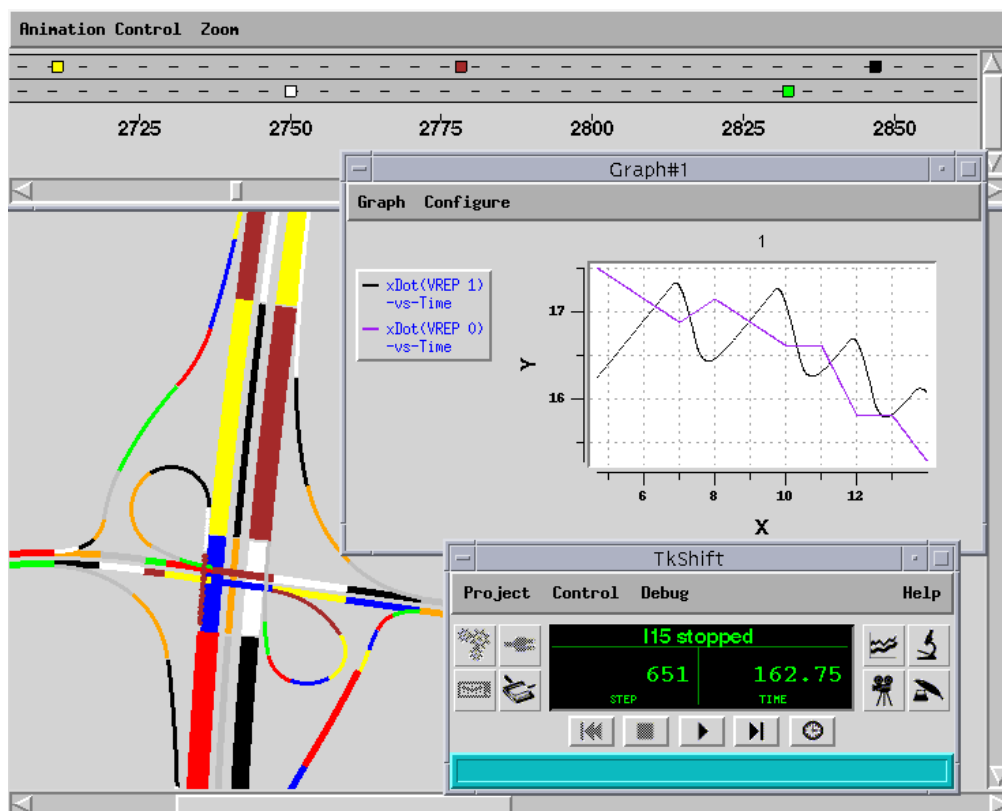 Animation Control Zoom
2725 2750 2775 2800 2825 2850
Graph#1
Graph Configure
1
xDot(VREP 1)
-vs-Time
xDot(VREP 0)
-vs-Time
17
Y
16
6 8 10 12
X
TkShift
Project Control Debug Help
I15 stopped
651 162.75
STEP TIME